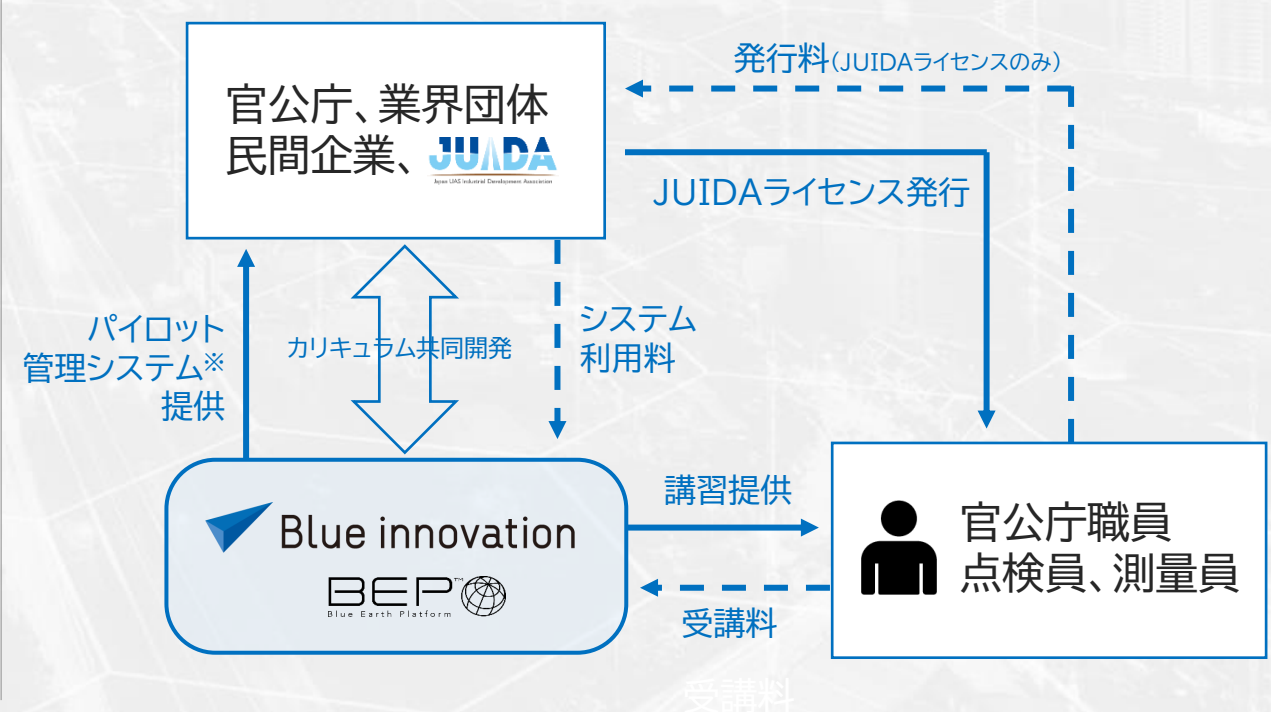 発行料(JUIDAライセンスのみ)
官公庁、業界団体
民間企業、JUIDA
Japan UAS Industrial Development Association
JUIDAライセンス発行
パイロット
管理システム※
提供
カリキュラム共同開発
システム
利用料
Blue innovation
BEP™
Blue Earth Platform
講習提供
受講料
官公庁職員
点検員、測量員
受講料